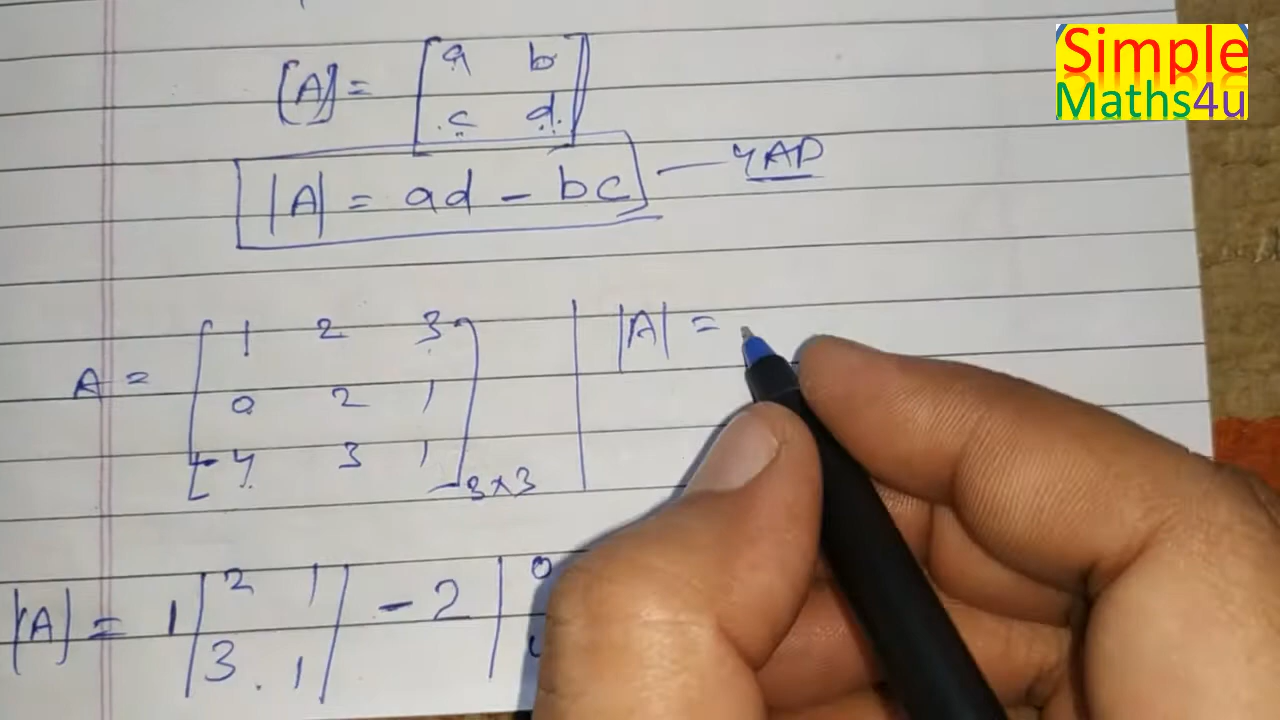 Simple
Maths4u
[A] = [a b
c d]
|A| = ad - bc
A = [1 2 3
0 2 1
-4 3 1] 3×3
|A| =
|A| = 1 |2 1
3 1| - 2 |0